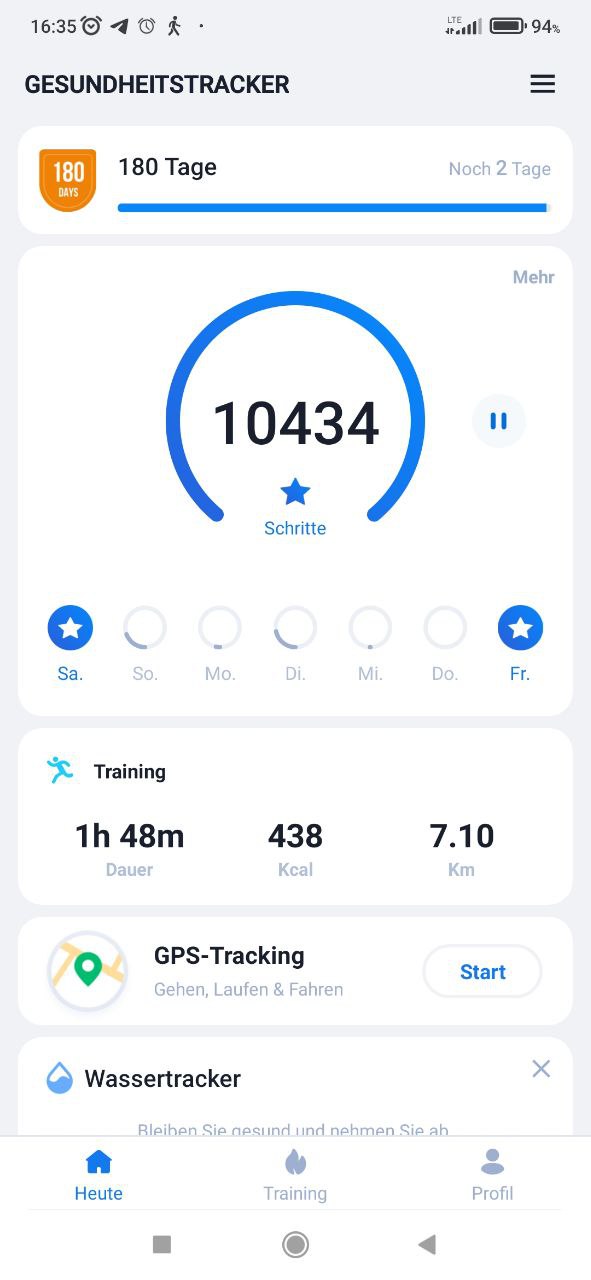 16:35 LTE 94%
GESUNDHEITSTRACKER
180 DAYS
180 Tage Noch 2 Tage
Mehr
10434
Schritte
Sa. So. Mo. Di. Mi. Do. Fr.
Training
1h 48m 438 7.10
Dauer Kcal Km
GPS-Tracking
Gehen, Laufen & Fahren
Start
Wassertracker
Bleiben Sie gesund und nehmen Sie ab
Heute Training Profil